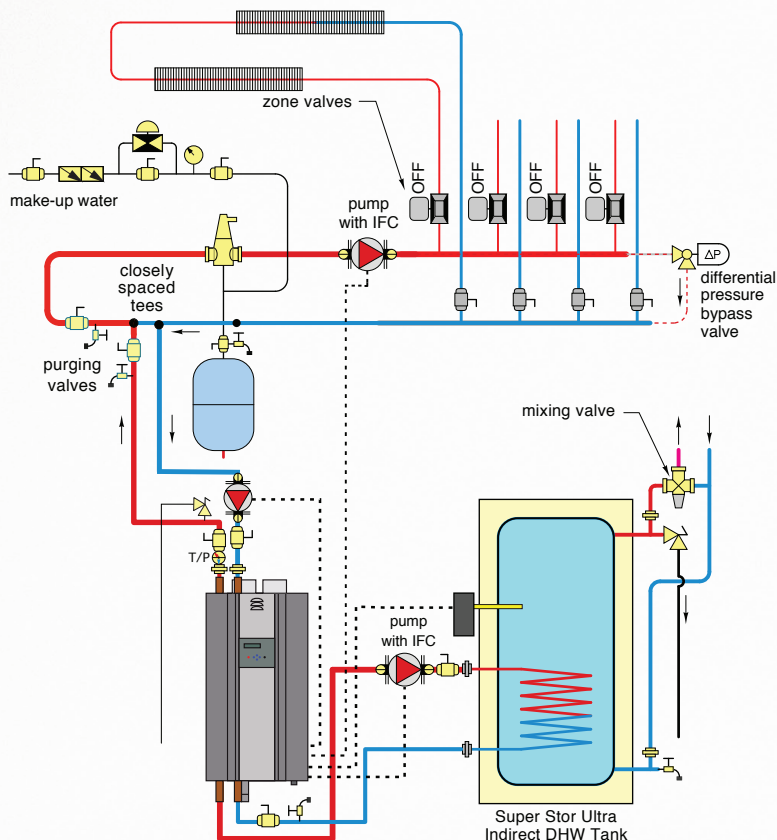 zone valves
OFF
OFF
OFF
OFF
make-up water
pump
with IFC
ΔP
closely
spaced
tees
differential
pressure
bypass
valve
purging
valves
mixing valve
T/P
pump
with IFC
Super Stor Ultra
Indirect DHW Tank